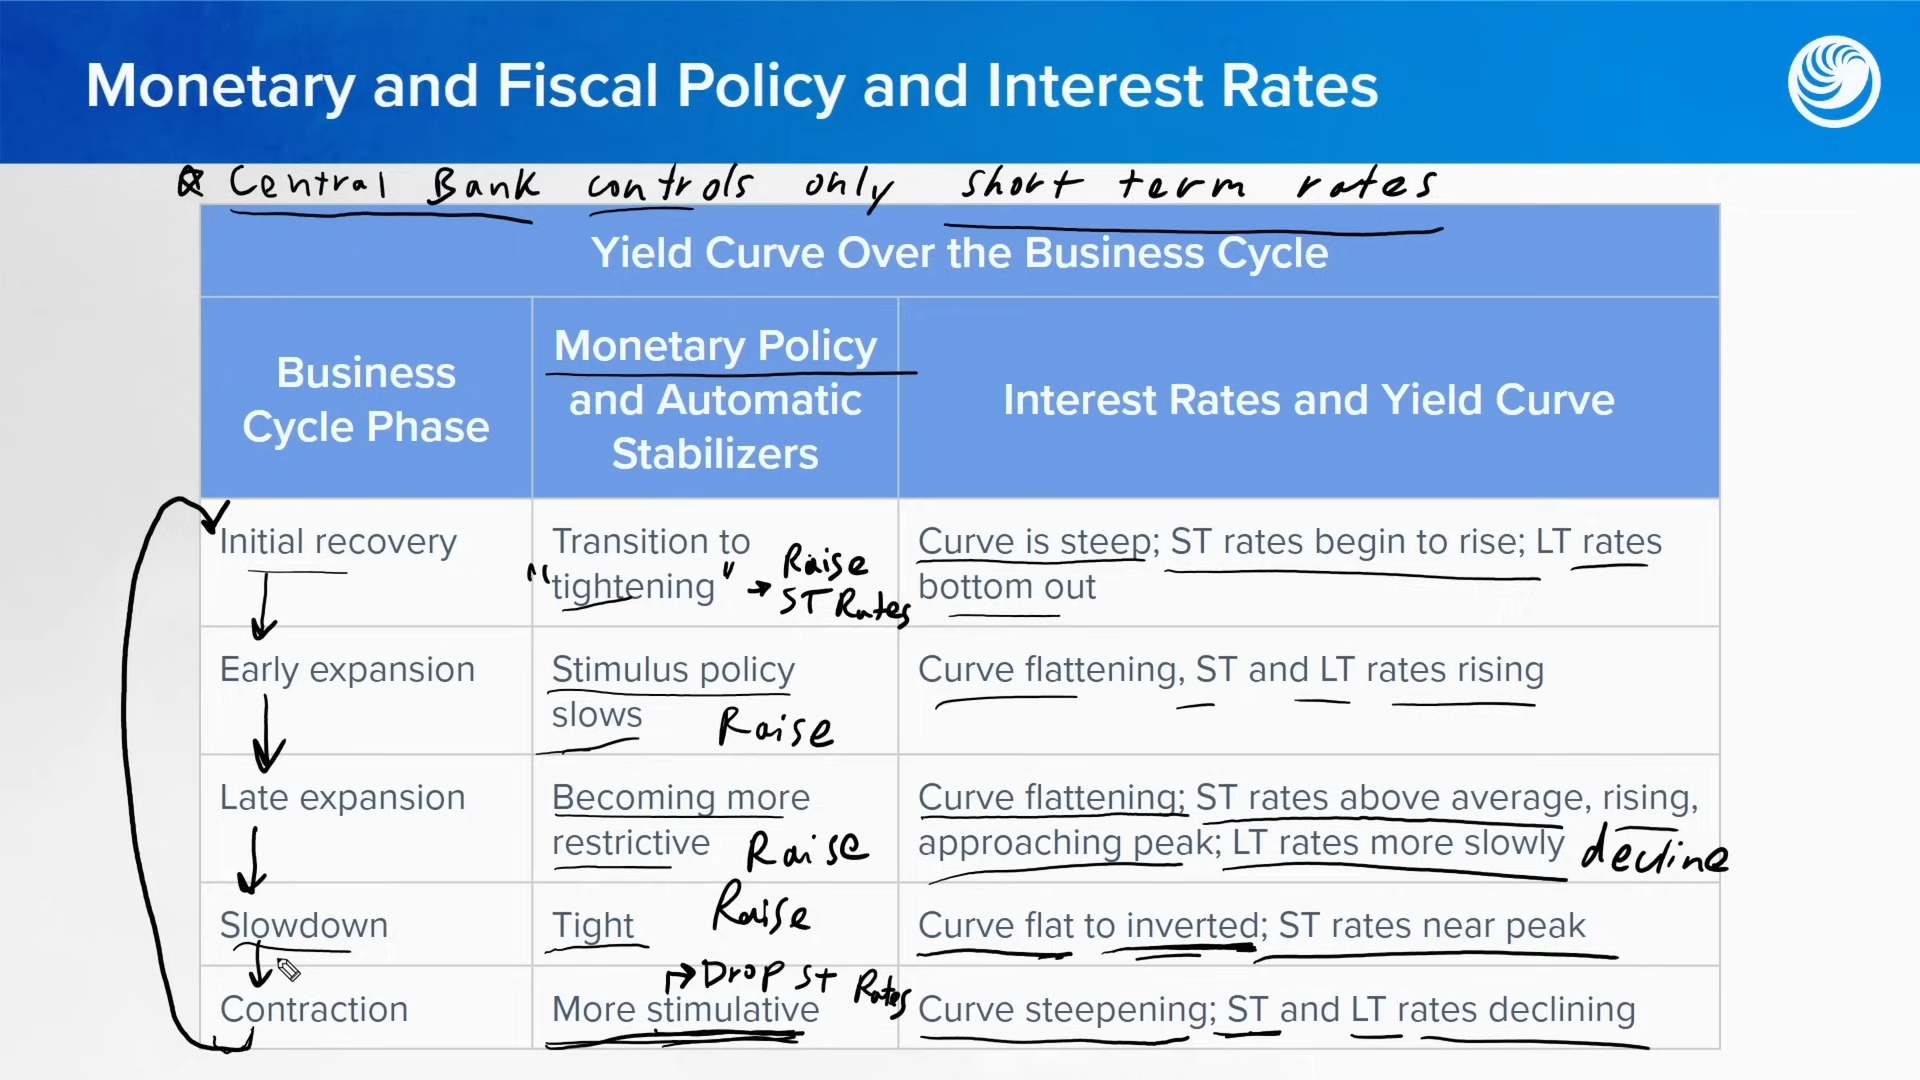 Monetary and Fiscal Policy and Interest Rates
Central Bank controls only short term rates
Yield Curve Over the Business Cycle
Business
Cycle Phase
Monetary Policy
and Automatic
Stabilizers
Interest Rates and Yield Curve
Initial recovery
Transition to
"tightening" → Raise
ST Rates
Curve is steep; ST rates begin to rise; LT rates
bottom out
Early expansion
Stimulus policy
slows Raise
Curve flattening, ST and LT rates rising
Late expansion
Becoming more
restrictive Raise
Curve flattening; ST rates above average, rising,
approaching peak; LT rates more slowly decline
Slowdown
Tight Raise
Curve flat to inverted; ST rates near peak
Contraction
Drop ST Rates
More stimulative
Curve steepening; ST and LT rates declining